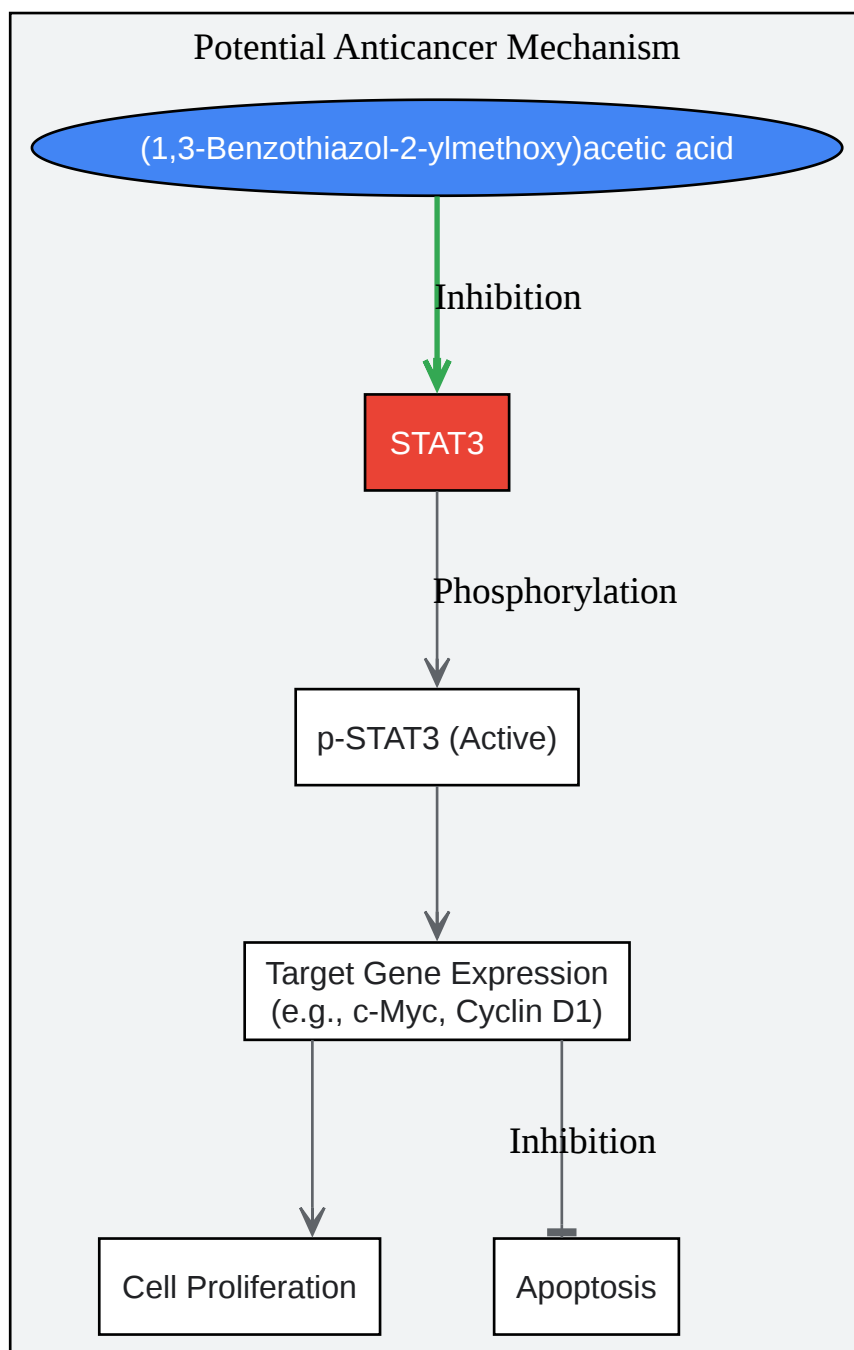 Potential Anticancer Mechanism
(1,3-Benzothiazol-2-ylmethoxy)acetic acid
Inhibition
STAT3
Phosphorylation
p-STAT3 (Active)
Target Gene Expression
(e.g., c-Myc, Cyclin D1)
Inhibition
Cell Proliferation
Apoptosis